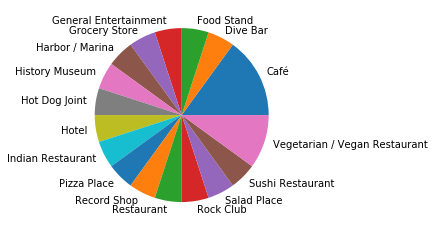 General Entertainment
Food Stand
Grocery Store
Dive Bar
Harbor / Marina
Café
History Museum
Hot Dog Joint
Hotel
Vegetarian / Vegan Restaurant
Indian Restaurant
Pizza Place
Sushi Restaurant
Record Shop
Salad Place
Restaurant
Rock Club